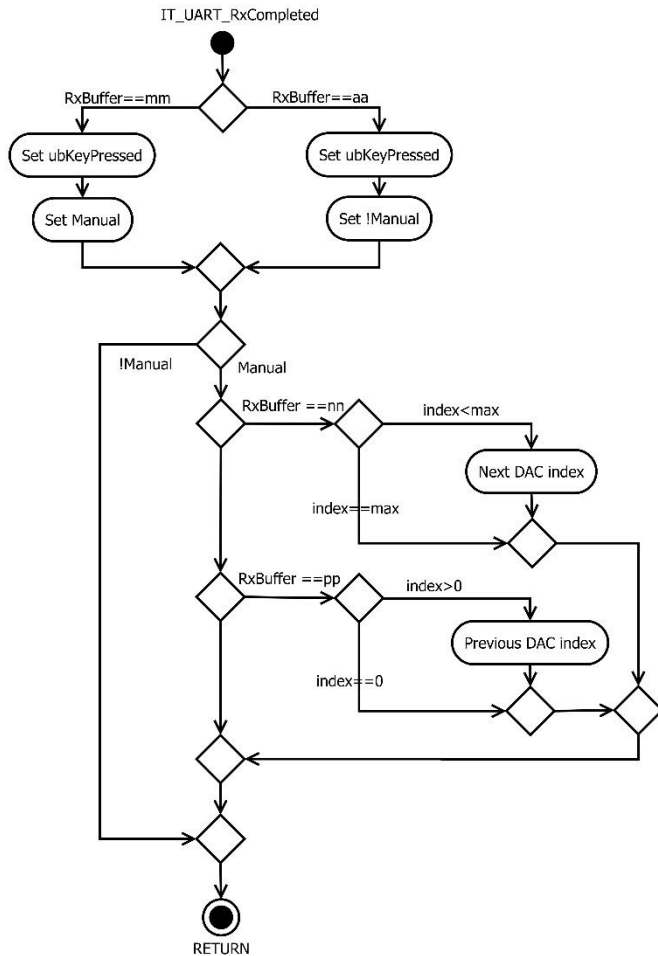 IT_UART_RxCompleted
RxBuffer==mm
RxBuffer==aa
Set ubKeyPressed
Set ubKeyPressed
Set Manual
Set !Manual
!Manual
Manual
RxBuffer ==nn
index<max
Next DAC index
index==max
RxBuffer ==pp
index>0
Previous DAC index
index==0
RETURN